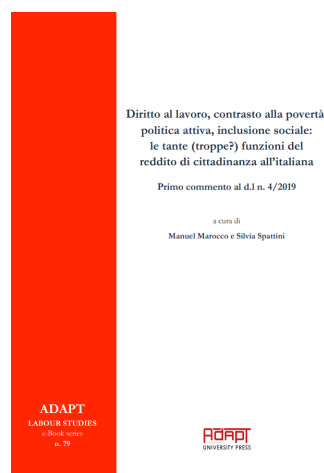 Diritto al lavoro, contrasto alla povertà
politica attiva, inclusione sociale:
le tante (troppe?) funzioni del
reddito di cittadinanza all'italiana
Primo commento al d.l n. 4/2019
a cura di
Manuel Marocco e Silvia Spattini
ADAPT
LABOUR STUDIES
e-Book series
n. 79
ADAPT
UNIVERSITY PRESS